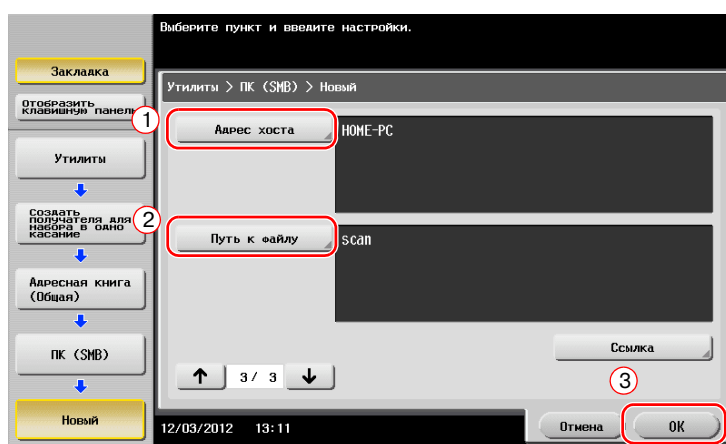 Выберите пункт и введите настройки.
Закладка
Отобразить
клавишную панель
Утилиты
Создать
получателя для
набора в одно
касание
Адресная книга
(Общая)
ПК (SMB)
Новый
Утилиты > ПК (SMB) > Новый
1
Адрес хоста
HOME-PC
2
Путь к файлу
scan
Ссылка
↑ 3/ 3 ↓
3
12/03/2012 13:11
Отмена
OK